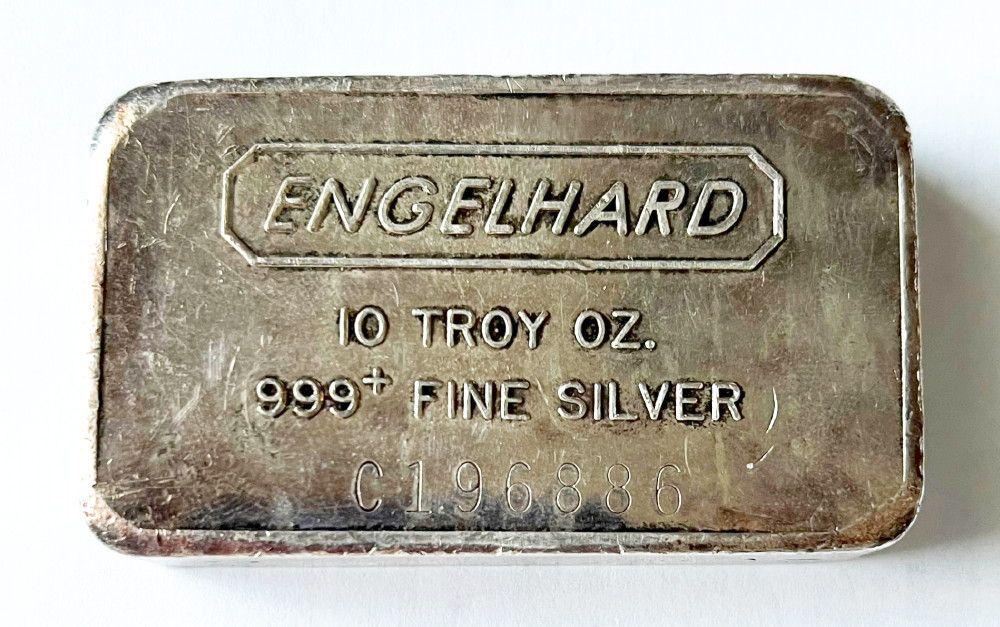 ENGELHARD
10 TROY OZ.
999+ FINE SILVER
C196886